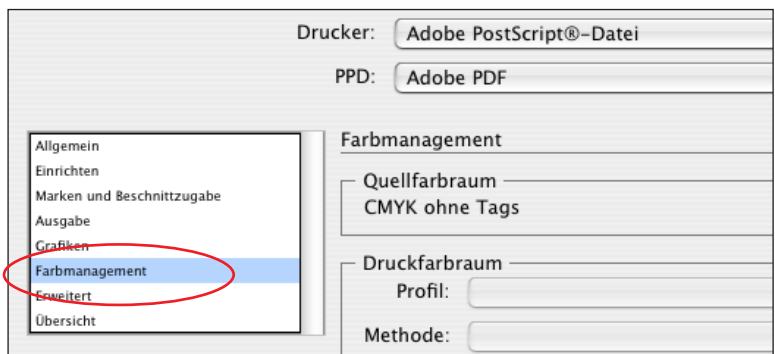 Drucker: Adobe PostScript®-Datei
PPD: Adobe PDF
Allgemein
Einrichten
Marken und Beschnittzugabe
Ausgabe
Grafiken
Farbmanagement
Erweitert
Übersicht
Farbmanagement
Quellfarbraum
CMYK ohne Tags
Druckfarbraum
Profil:
Methode: